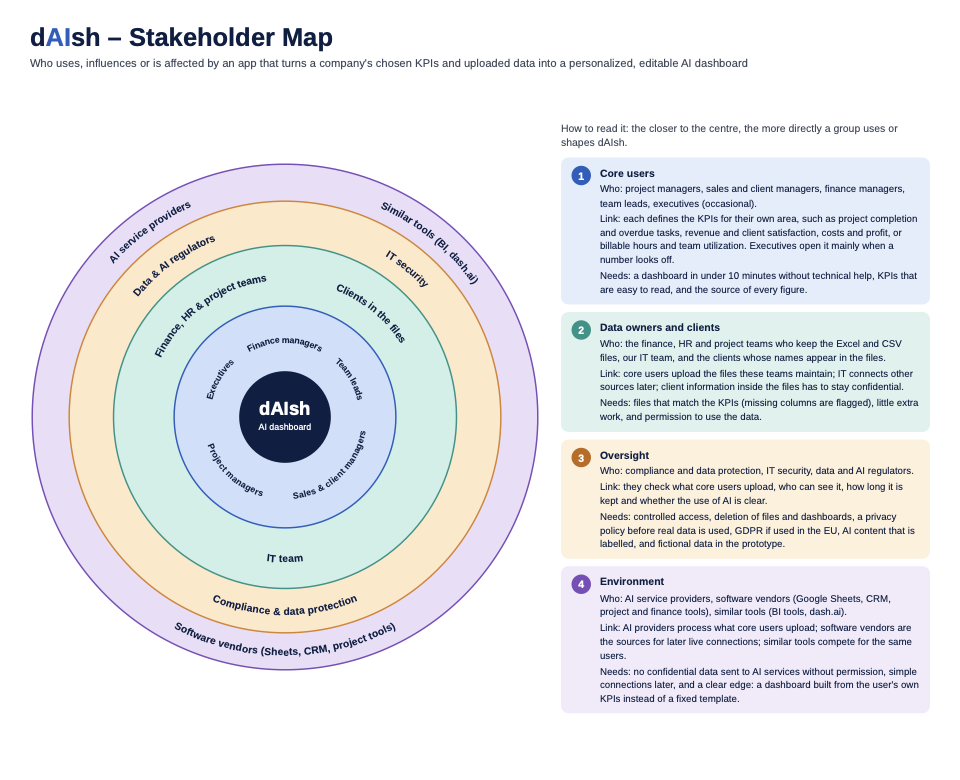 dAIsh – Stakeholder Map
Who uses, influences or is affected by an app that turns a company's chosen KPIs and uploaded data into a personalized, editable AI dashboard
AI service providers
Similar tools (BI, dash.ai)
Data & AI regulators
IT security
Finance, HR & project teams
Clients in the files
Finance managers
Executives
Team leads
dAIsh
AI dashboard
Project managers
Sales & client managers
IT team
Compliance & data protection
Software vendors (Sheets, CRM, project tools)
How to read it: the closer to the centre, the more directly a group uses or
shapes dAIsh.
1
Core users
Who: project managers, sales and client managers, finance managers,
team leads, executives (occasional).
Link: each defines the KPIs for their own area, such as project completion
and overdue tasks, revenue and client satisfaction, costs and profit, or
billable hours and team utilization. Executives open it mainly when a
number looks off.
Needs: a dashboard in under 10 minutes without technical help, KPIs that
are easy to read, and the source of every figure.
2
Data owners and clients
Who: the finance, HR and project teams who keep the Excel and CSV
files, our IT team, and the clients whose names appear in the files.
Link: core users upload the files these teams maintain; IT connects other
sources later; client information inside the files has to stay confidential.
Needs: files that match the KPIs (missing columns are flagged), little extra
work, and permission to use the data.
3
Oversight
Who: compliance and data protection, IT security, data and AI regulators.
Link: they check what core users upload, who can see it, how long it is
kept and whether the use of AI is clear.
Needs: controlled access, deletion of files and dashboards, a privacy
policy before real data is used, GDPR if used in the EU, AI content that is
labelled, and fictional data in the prototype.
4
Environment
Who: AI service providers, software vendors (Google Sheets, CRM,
project and finance tools), similar tools (BI tools, dash.ai).
Link: AI providers process what core users upload; software vendors are
the sources for later live connections; similar tools compete for the same
users.
Needs: no confidential data sent to AI services without permission, simple
connections later, and a clear edge: a dashboard built from the user's own
KPIs instead of a fixed template.